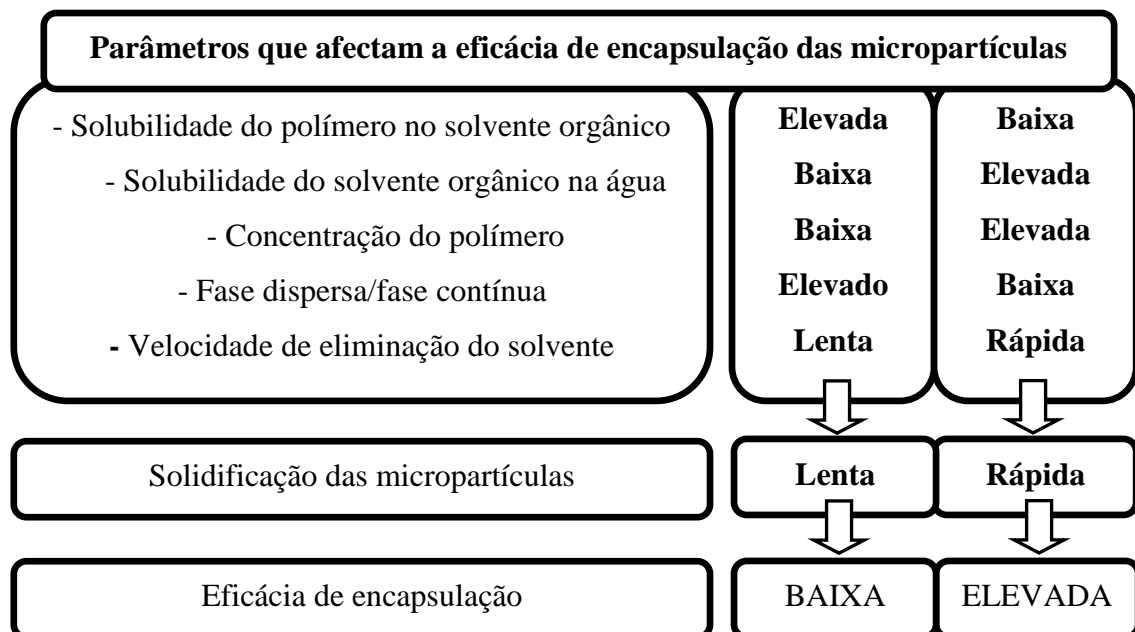 Parâmetros que afectam a eficácia de encapsulação das micropartículas
- Solubilidade do polímero no solvente orgânico Elevada Baixa
- Solubilidade do solvente orgânico na água Baixa Elevada
- Concentração do polímero Baixa Elevada
- Fase dispersa/fase contínua Elevado Baixa
- Velocidade de eliminação do solvente Lenta Rápida
Solidificação das micropartículas Lenta Rápida
Eficácia de encapsulação BAIXA ELEVADA